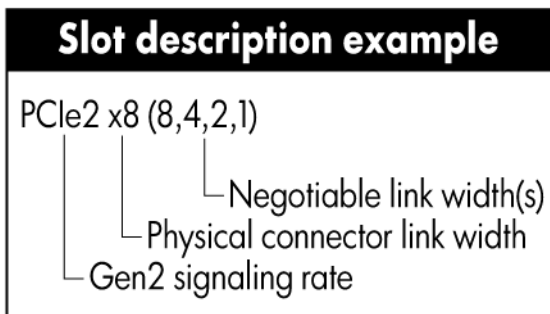 Slot description example
PCIe2 x8 (8,4,2,1)
Negotiable link width(s)
Physical connector link width
Gen2 signaling rate